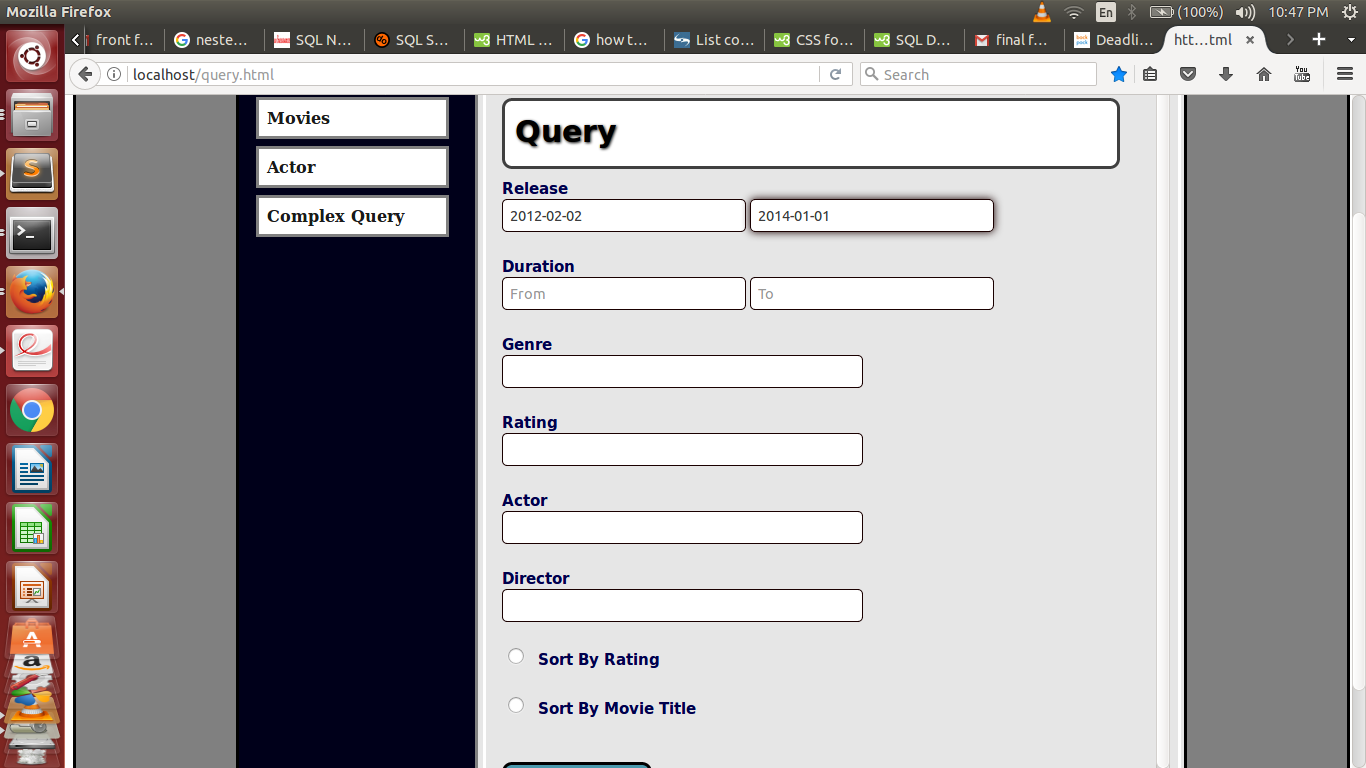 Mozilla Firefox
En
(100%)
10:47 PM
front f...
neste...
SQL N...
SQL S...
HTML ...
how t...
List co...
CSS fo...
SQL D...
final f...
Deadli...
htt...tml
localhost/query.html
Search
Movies
Actor
Complex Query
Query
Release
2012-02-02
2014-01-01
Duration
From
To
Genre
Rating
Actor
Director
Sort By Rating
Sort By Movie Title